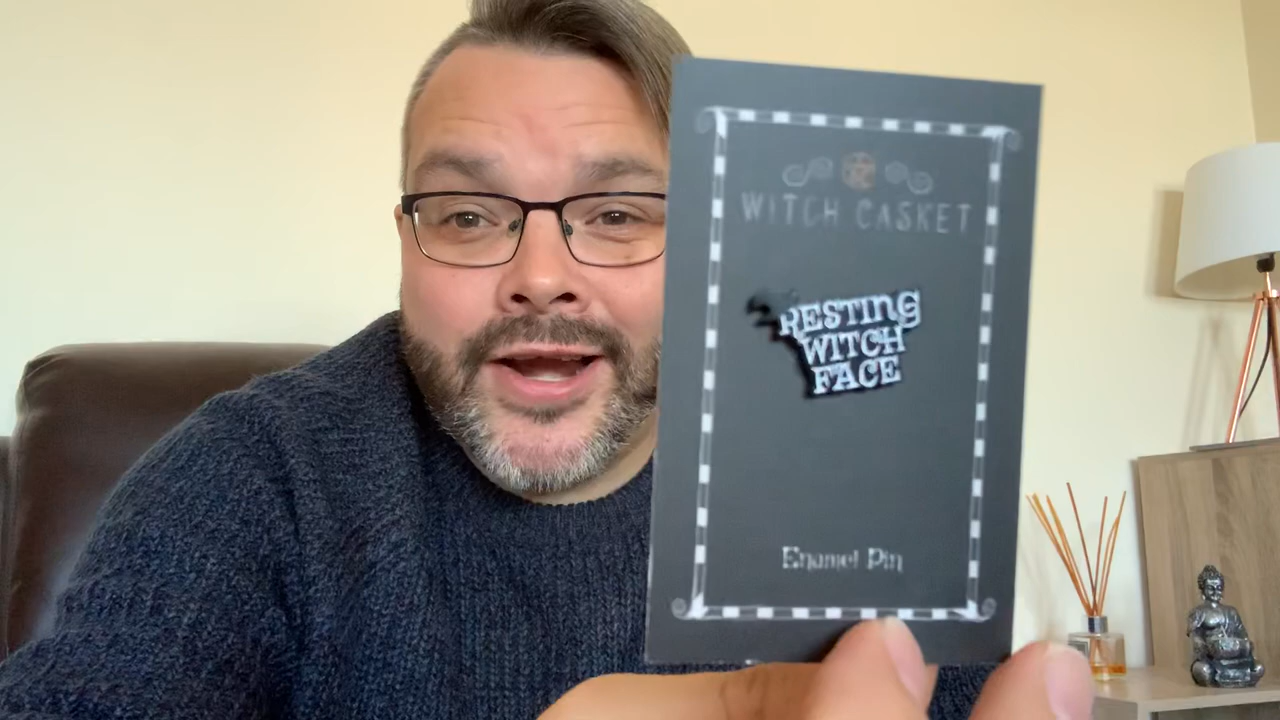 WITCH CASKET
RESTING
WITCH
FACE
Enamel Pin